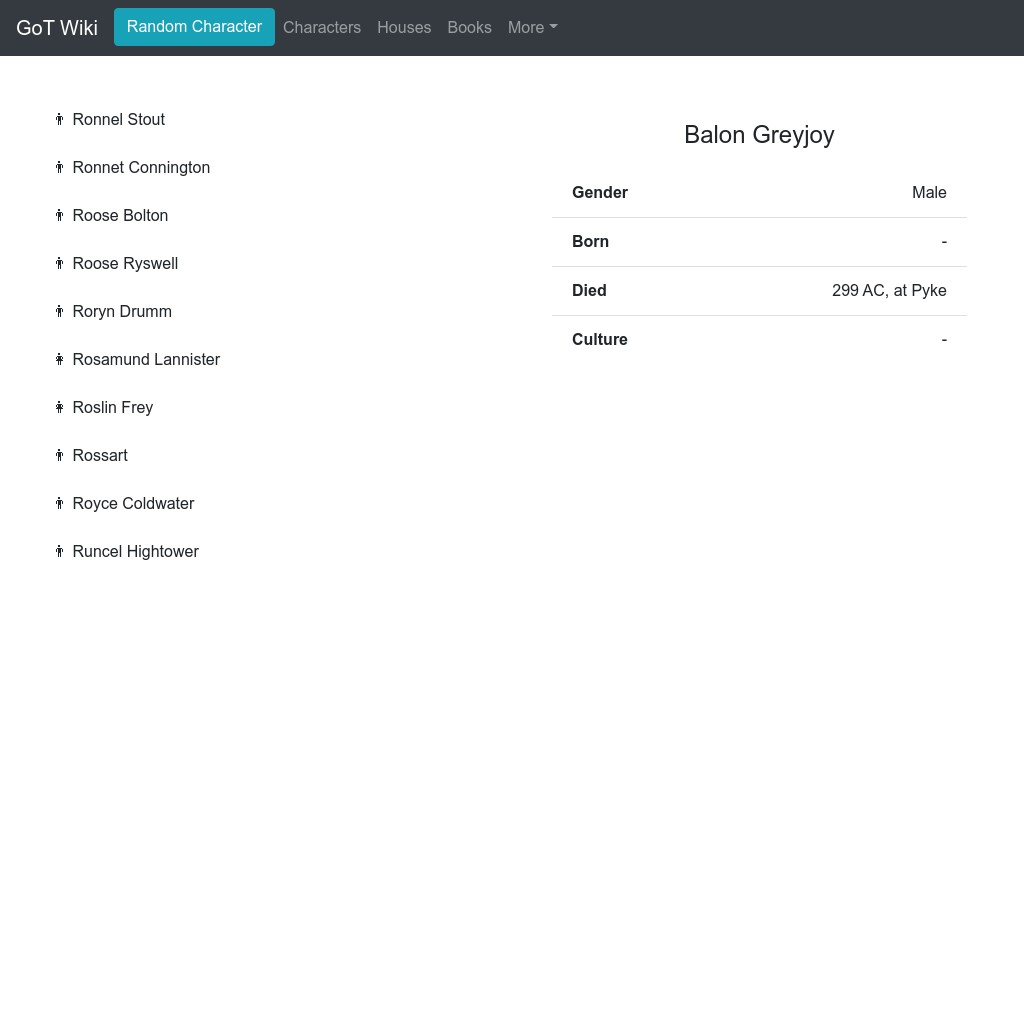 GoT Wiki Random Character Characters Houses Books More
Ronnel Stout
Ronnet Connington
Roose Bolton
Roose Ryswell
Roryn Drumm
Rosamund Lannister
Roslin Frey
Rossart
Royce Coldwater
Runcel Hightower
Balon Greyjoy
Gender Male
Born -
Died 299 AC, at Pyke
Culture -